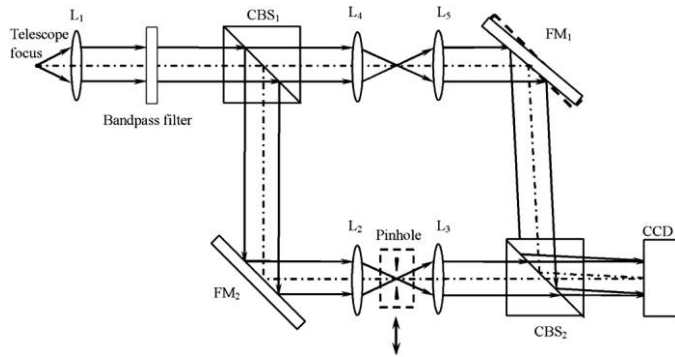 L1
CBS1
L4
L5
FM1
Telescope
focus
Bandpass filter
L2
Pinhole
L3
CCD
FM2
CBS2